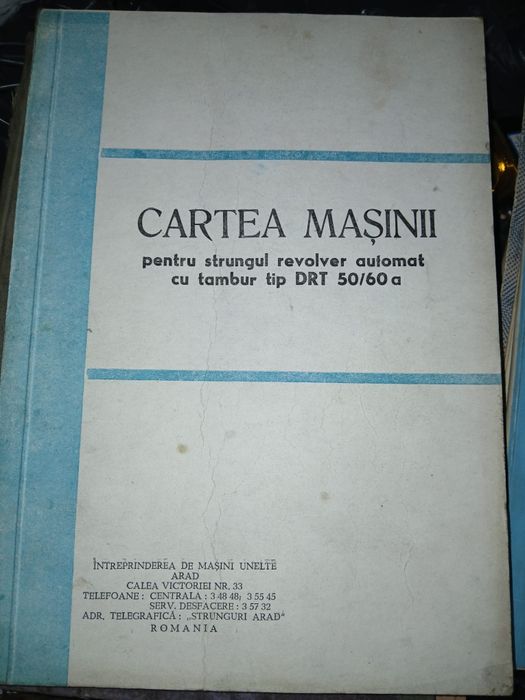 CARTEA MAȘINII
pentru strungul revolver automat
cu tambur tip DRT 50/60 a
ÎNTREPRINDEREA DE MAȘINI UNELTE
ARAD
CALEA VICTORIEI NR. 33
TELEFOANE : CENTRALA : 3 48 48; 3 55 45
SERV. DESFACERE : 3 57 32
ADR. TELEGRAFICĂ : „STRUNGURI ARAD"
ROMANIA